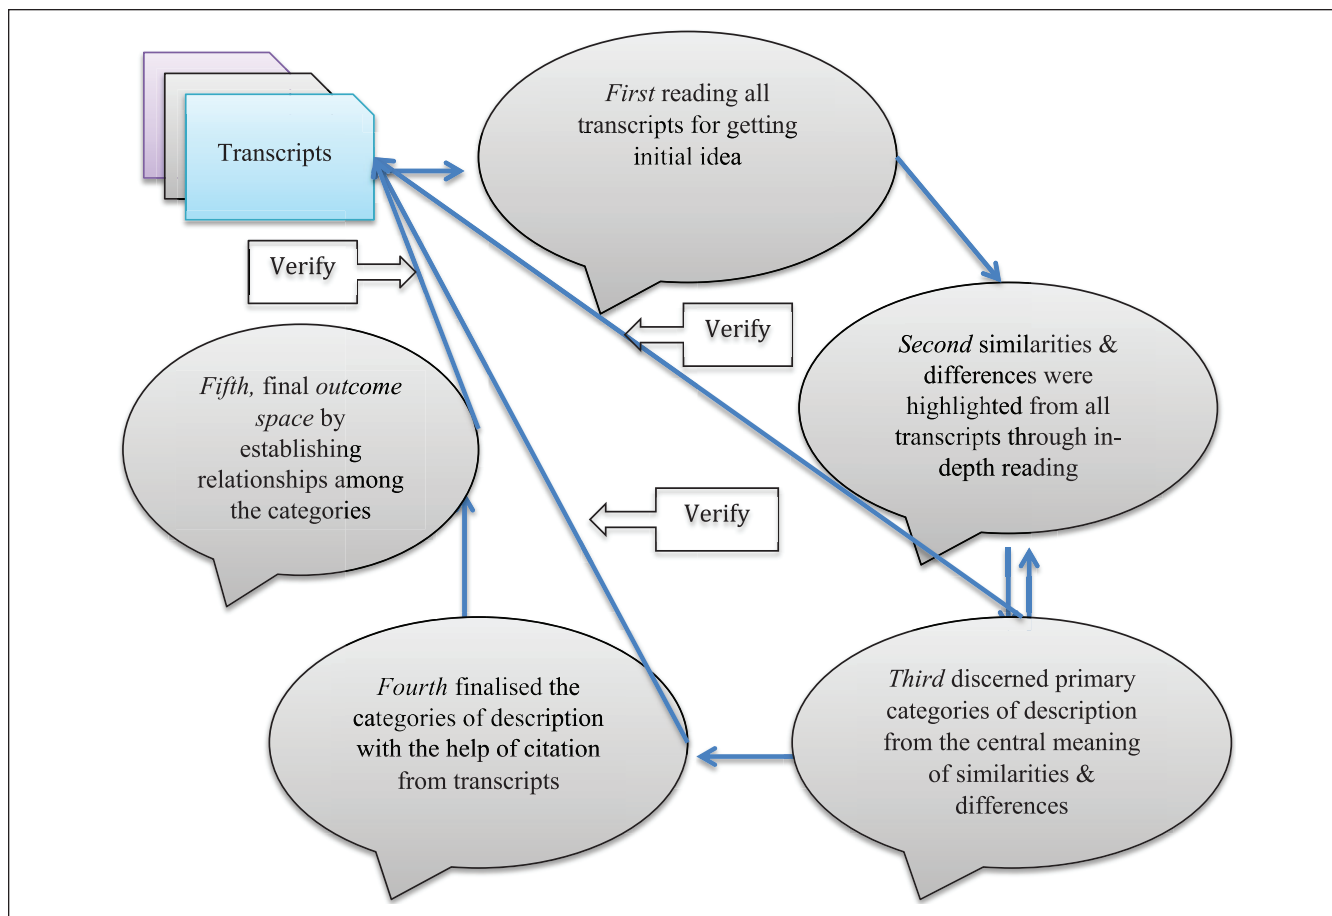 Transcripts
First reading all
transcripts for getting
initial idea
Verify
Verify
Second similarities &
differences were
highlighted from all
transcripts through in-
depth reading
Fifth, final outcome
space by
establishing
relationships among
the categories
Verify
Fourth finalised the
categories of description
with the help of citation
from transcripts
Third discerned primary
categories of description
from the central meaning
of similarities &
differences